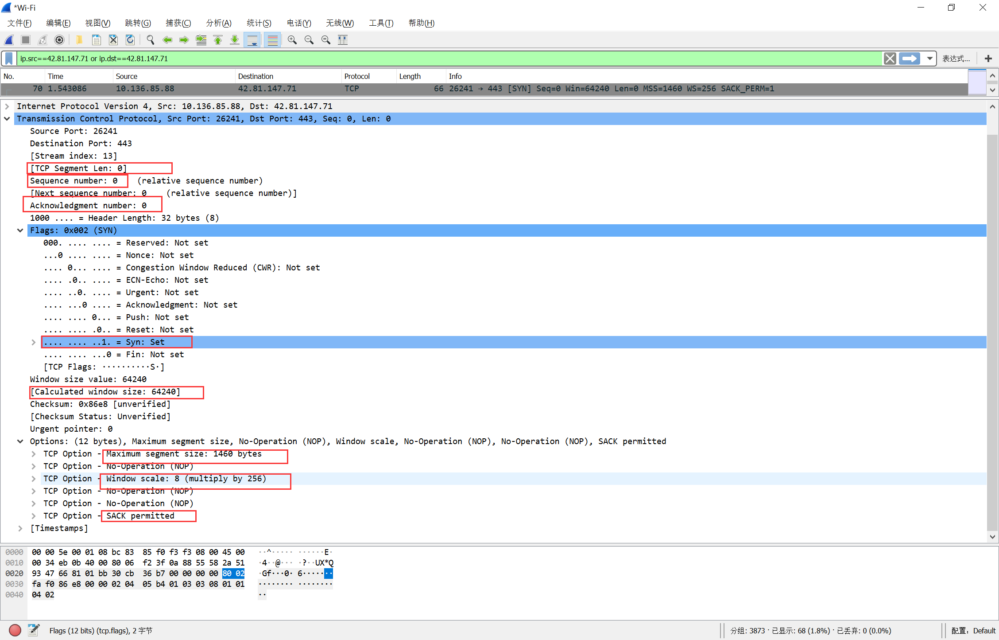 *Wi-Fi
文件(F) 编辑(E) 视图(V) 跳转(G) 捕获(C) 分析(A) 统计(S) 电话(Y) 无线(W) 工具(T) 帮助(H)
ip.src==42.81.147.71 or ip.dst==42.81.147.71 表达式… +
No. Time Source Destination Protocol Length Info
70 1.543086 10.136.85.88 42.81.147.71 TCP 66 26241 → 443 [SYN] Seq=0 Win=64240 Len=0 MSS=1460 WS=256 SACK_PERM=1
Internet Protocol Version 4, Src: 10.136.85.88, Dst: 42.81.147.71
Transmission Control Protocol, Src Port: 26241, Dst Port: 443, Seq: 0, Len: 0
Source Port: 26241
Destination Port: 443
[Stream index: 13]
[TCP Segment Len: 0]
Sequence number: 0 (relative sequence number)
[Next sequence number: 0 (relative sequence number)]
Acknowledgment number: 0
1000 .... = Header Length: 32 bytes (8)
Flags: 0x002 (SYN)
000. .... .... = Reserved: Not set
...0 .... .... = Nonce: Not set
.... 0... .... = Congestion Window Reduced (CWR): Not set
.... .0.. .... = ECN-Echo: Not set
.... ..0. .... = Urgent: Not set
.... ...0 .... = Acknowledgment: Not set
.... .... 0... = Push: Not set
.... .... .0.. = Reset: Not set
.... .... ..1. = Syn: Set
.... .... ...0 = Fin: Not set
[TCP Flags: ··········S·]
Window size value: 64240
[Calculated window size: 64240]
Checksum: 0x86e8 [unverified]
[Checksum Status: Unverified]
Urgent pointer: 0
Options: (12 bytes), Maximum segment size, No-Operation (NOP), Window scale, No-Operation (NOP), No-Operation (NOP), SACK permitted
TCP Option - Maximum segment size: 1460 bytes
TCP Option - No-Operation (NOP)
TCP Option - Window scale: 8 (multiply by 256)
TCP Option - No-Operation (NOP)
TCP Option - No-Operation (NOP)
TCP Option - SACK permitted
[Timestamps]
0000 00 00 5e 00 01 08 bc 83 85 f0 f3 f3 08 00 45 00 ··^····· ······E·
0010 00 34 eb 0b 40 00 80 06 f2 3f 0a 88 55 58 2a 51 ·4··@··· ·?··UX*Q
0020 93 47 66 81 01 bb 30 cb 36 b7 00 00 00 00 80 02 ·Gf···0· 6·······
0030 fa f0 86 e8 00 00 02 04 05 b4 01 03 03 08 01 01 ········ ········
0040 04 02 ··
Flags (12 bits) (tcp.flags), 2 字节 分组: 3873 · 已显示: 68 (1.8%) · 已丢弃: 0 (0.0%) 配置: Default